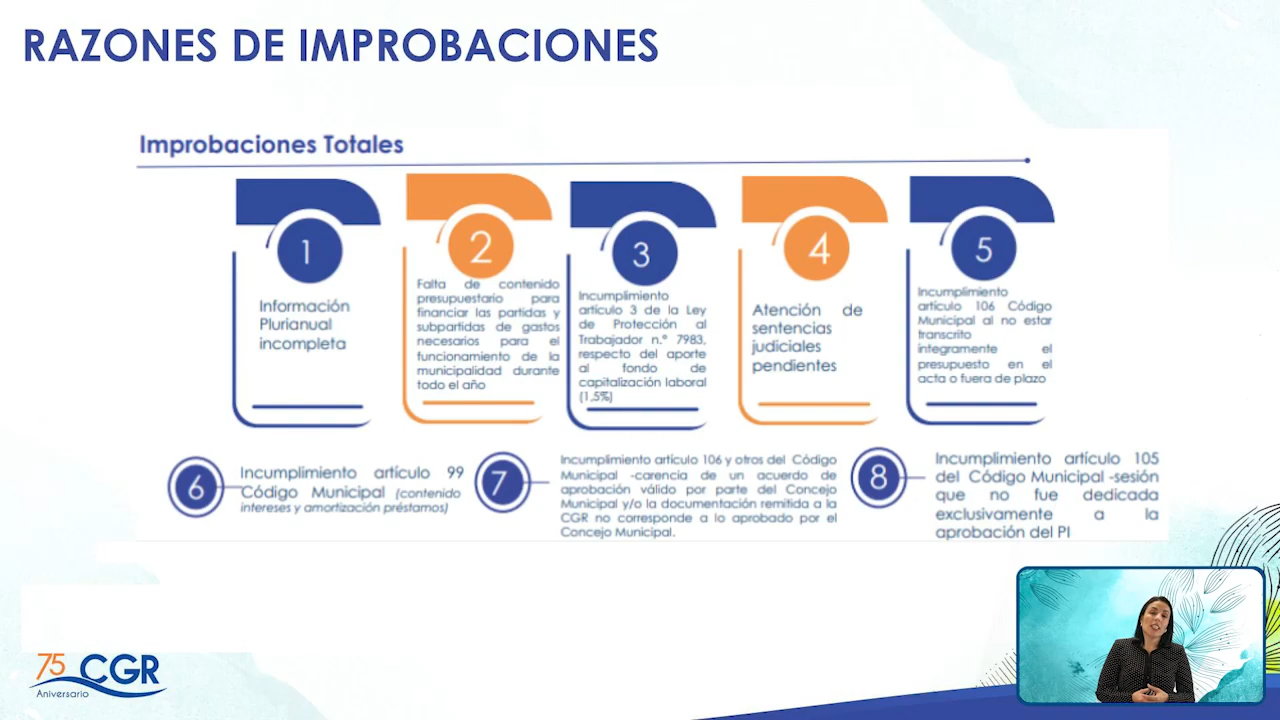 RAZONES DE IMPROBACIONES
Improbaciones Totales
1
Información
Plurianual
incompleta
2
Falta de contenido
presupuestario para
financiar las partidas y
subpartidas de gastos
necesarios para el
funcionamiento de la
municipalidad durante
todo el año
3
Incumplimiento
artículo 3 de la Ley
de Protección al
Trabajador n.° 7983,
respecto del aporte
al fondo de
capitalización laboral
(1,5%)
4
Atención de
sentencias
judiciales
pendientes
5
Incumplimiento
artículo 106 Código
Municipal al no estar
transcrito
íntegramente el
presupuesto en el
acta o fuera de plazo
6
Incumplimiento artículo 99
Código Municipal (contenido
intereses y amortización préstamos)
7
Incumplimiento artículo 106 y otros del Código
Municipal -carencia de un acuerdo de
aprobación válido por parte del Concejo
Municipal y/o la documentación remitida a la
CGR no corresponde a lo aprobado por el
Concejo Municipal.
8
Incumplimiento artículo 105
del Código Municipal -sesión
que no fue dedicada
exclusivamente a la
aprobación del PI
75 CGR
Aniversario